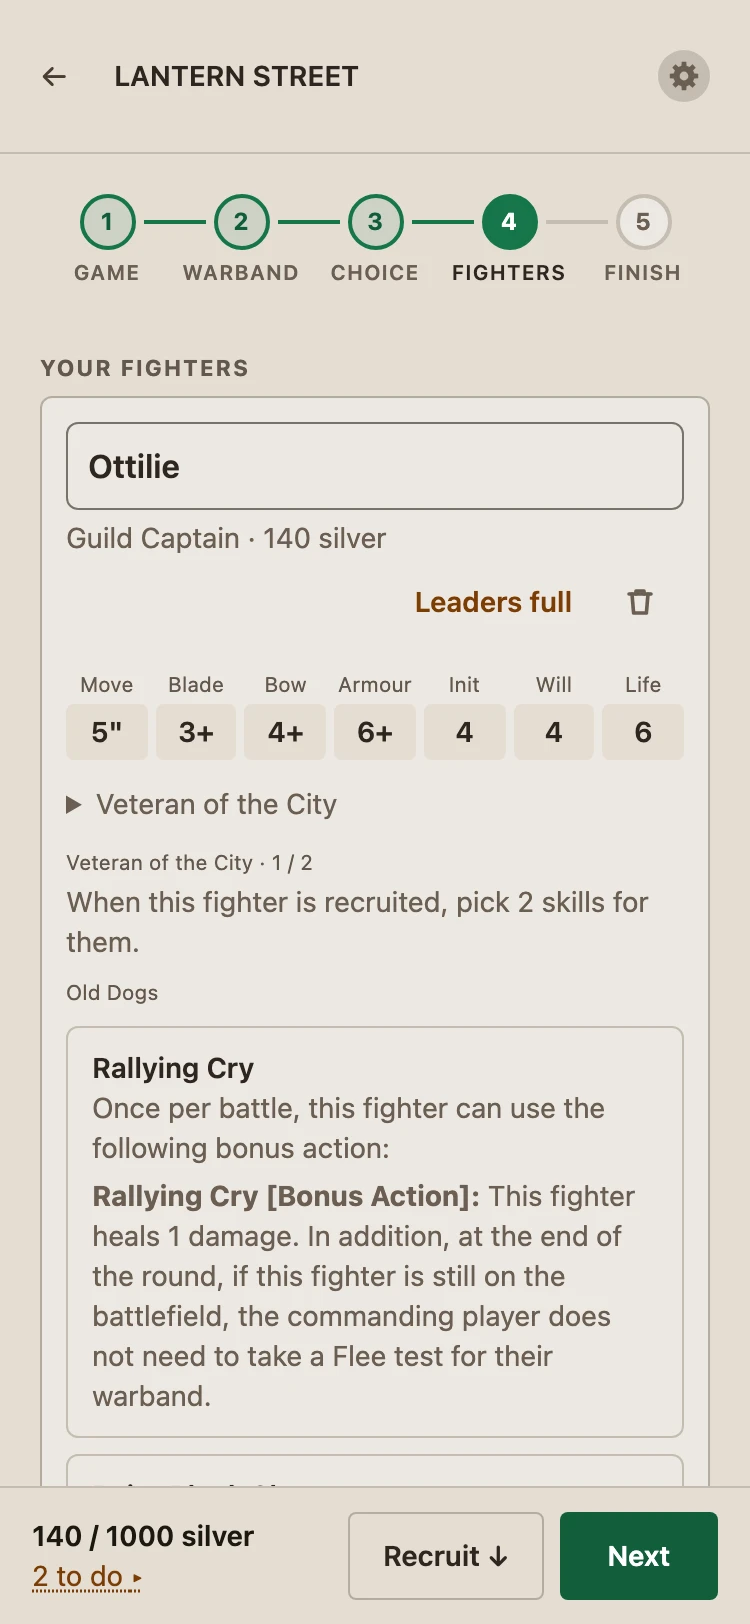 LANTERN STREET
1
2
3
4
5
GAME
WARBAND
CHOICE
FIGHTERS
FINISH
YOUR FIGHTERS
Ottilie
Guild Captain · 140 silver
Leaders full
Move Blade Bow Armour Init Will Life
5" 3+ 4+ 6+ 4 4 6
▶ Veteran of the City
Veteran of the City · 1 / 2
When this fighter is recruited, pick 2 skills for
them.
Old Dogs
Rallying Cry
Once per battle, this fighter can use the
following bonus action:
Rallying Cry [Bonus Action]: This fighter
heals 1 damage. In addition, at the end of
the round, if this fighter is still on the
battlefield, the commanding player does
not need to take a Flee test for their
warband.
140 / 1000 silver
2 to do ▸
Recruit ↓
Next